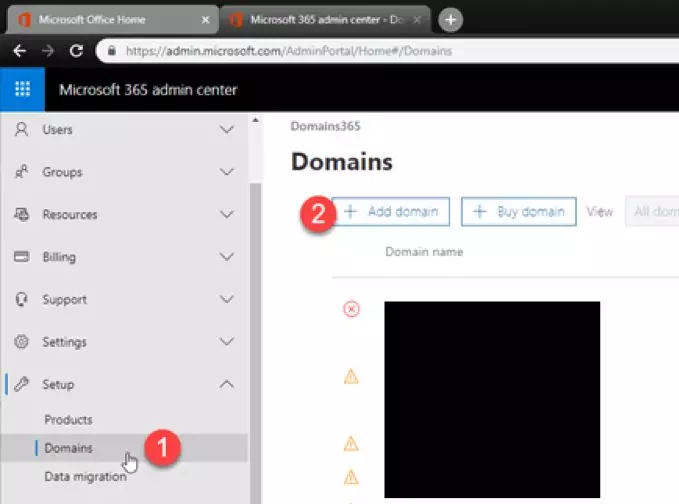 Microsoft Office Home
Microsoft 365 admin center - Do
https://admin.microsoft.com/AdminPortal/Home#/Domains
Microsoft 365 admin center
Users
Groups
Resources
Billing
Support
Settings
Setup
Products
Domains
1
Data migration
Domains365
Domains
2
+ Add domain
+ Buy domain
View
All dom
Domain name